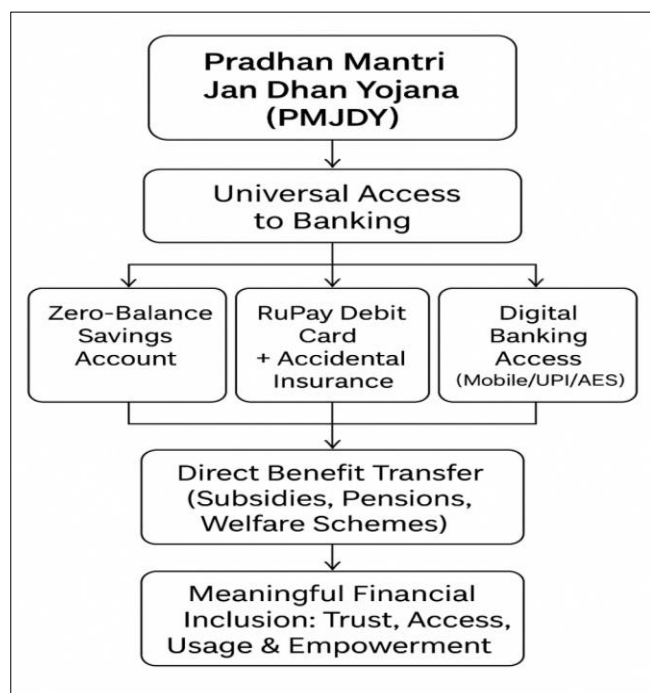 Pradhan Mantri
Jan Dhan Yojana
(PMJDY)
Universal Access
to Banking
Zero-Balance
Savings
Account
RuPay Debit
Card
+ Accidental
Insurance
Digital
Banking
Access
(Mobile/UPI/AES)
Direct Benefit Transfer
(Subsidies, Pensions,
Welfare Schemes)
Meaningful Financial
Inclusion: Trust, Access,
Usage & Empowerment